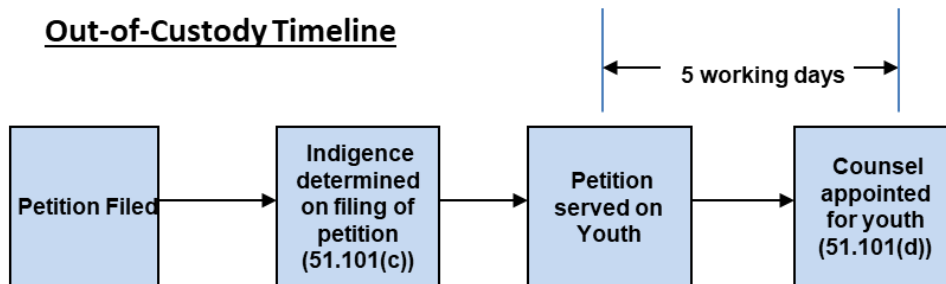 Out-of-Custody Timeline
5 working days
Petition Filed
Indigence
determined
on filing of
petition
(51.101(c))
Petition
served on
Youth
Counsel
appointed
for youth
(51.101(d))